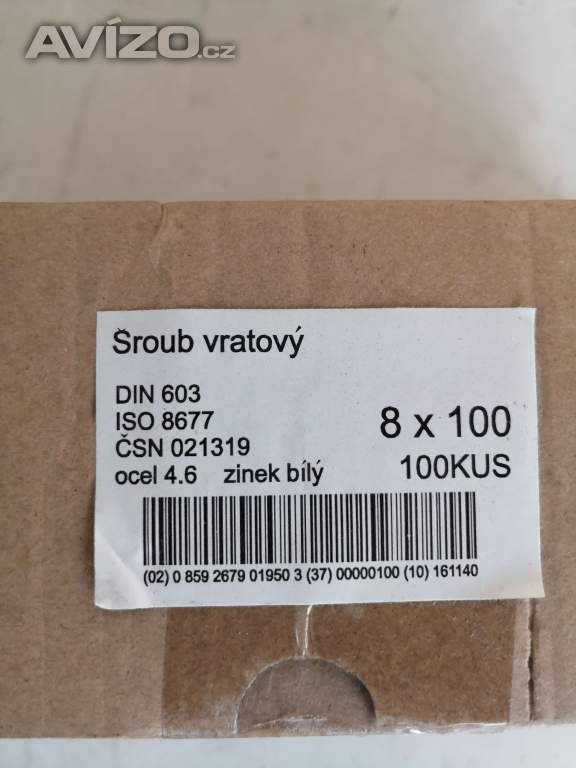 AVÍZO.cz
Šroub vratový
DIN 603
ISO 8677
ČSN 021319
ocel 4.6 zinek bílý
8 x 100
100KUS
(02) 0 859 2679 01950 3 (37) 00000100 (10) 161140